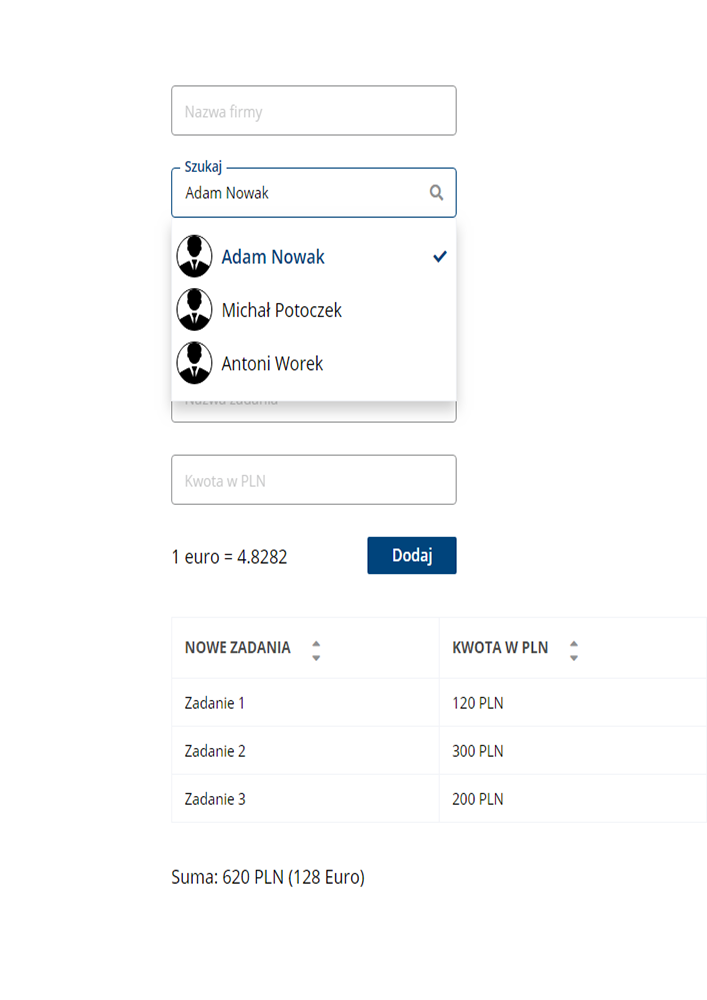 Nazwa firmy
Szukaj
Adam Nowak
Adam Nowak
Michał Potoczek
Antoni Worek
Nazwa zadania
Kwota w PLN
1 euro = 4.8282 Dodaj
NOWE ZADANIA KWOTA W PLN
Zadanie 1 120 PLN
Zadanie 2 300 PLN
Zadanie 3 200 PLN
Suma: 620 PLN (128 Euro)